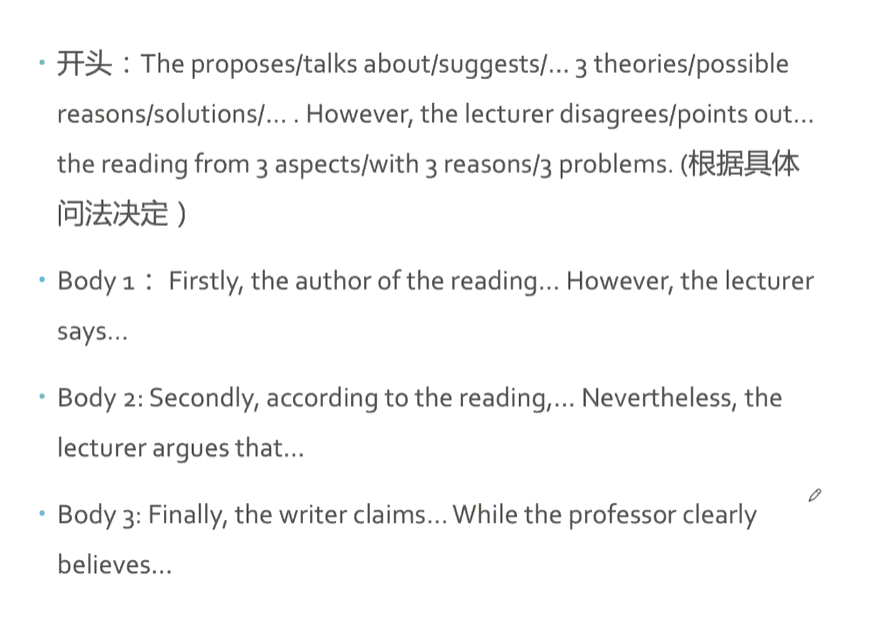 • 开头：The proposes/talks about/suggests/... 3 theories/possible
reasons/solutions/... . However, the lecturer disagrees/points out...
the reading from 3 aspects/with 3 reasons/3 problems. (根据具体
问法决定）
• Body 1： Firstly, the author of the reading... However, the lecturer
says...
• Body 2: Secondly, according to the reading,... Nevertheless, the
lecturer argues that...
• Body 3: Finally, the writer claims... While the professor clearly
believes...